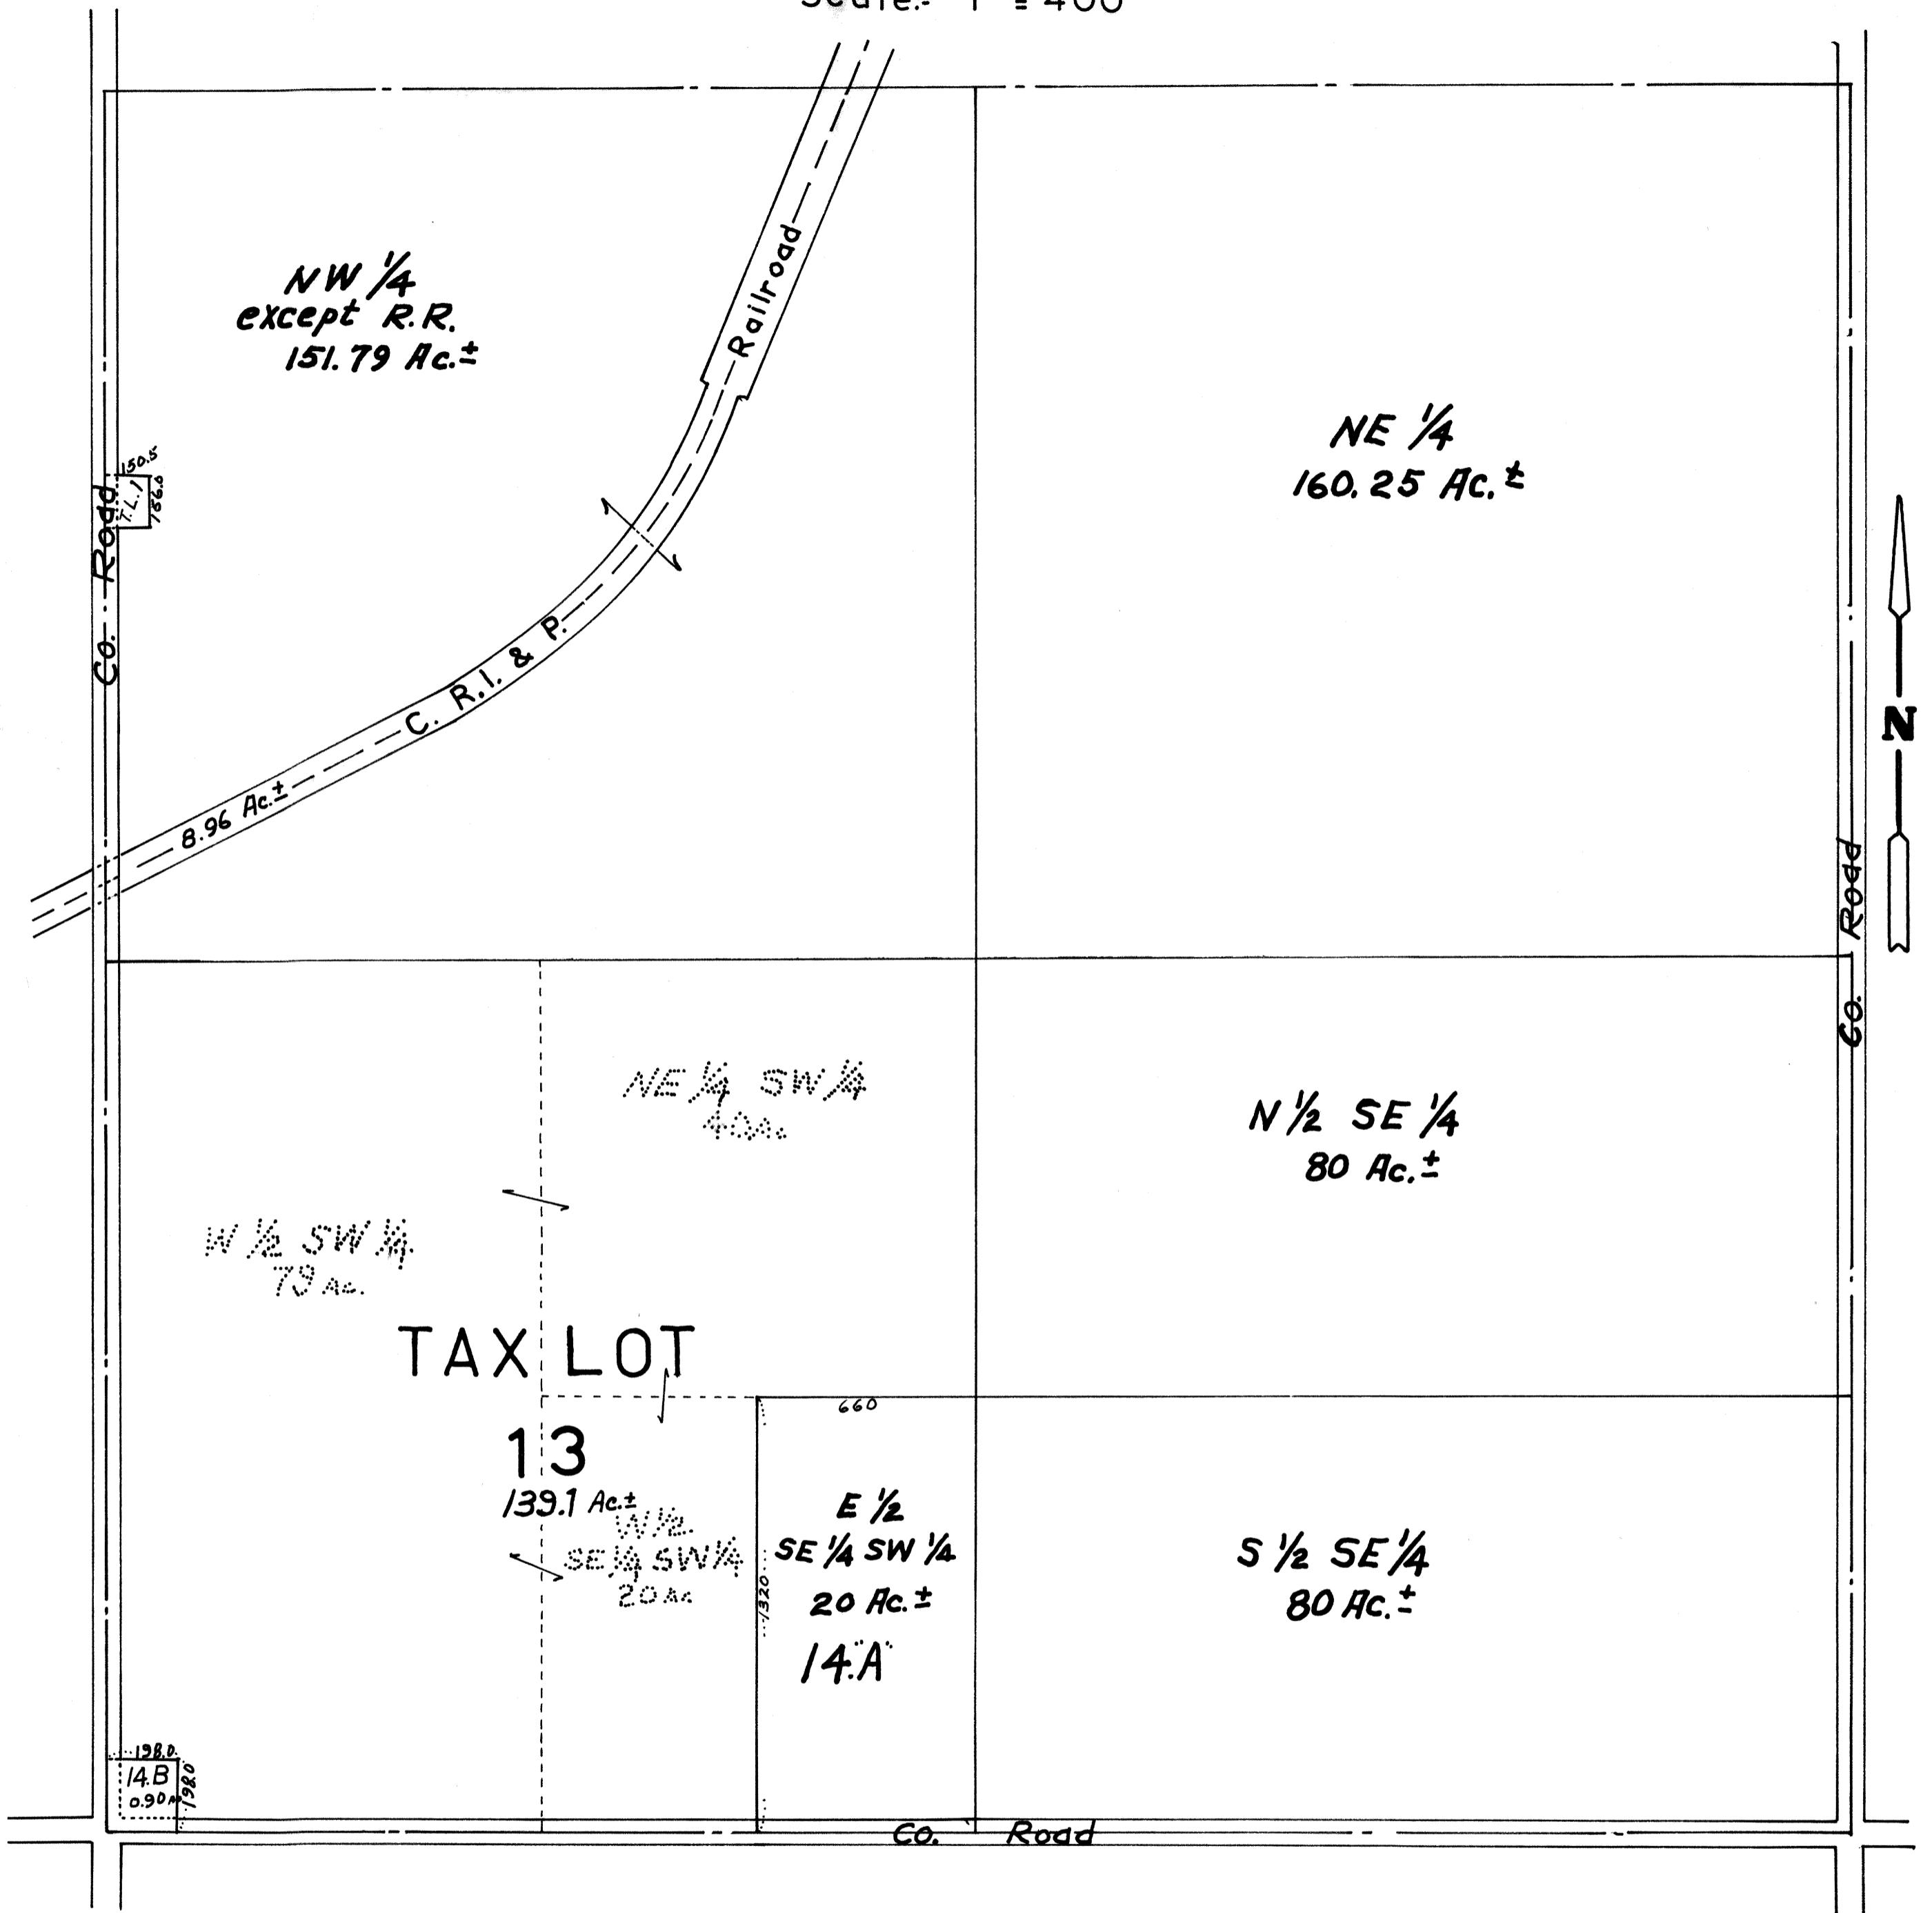 Scale:- 1" = 400'
NW 1/4
except R.R.
151.79 Ac.±
Railroad
C. R.I. & P.
8.96 Ac.±
150.5
T.L.1
156.0
Co. Road
NE 1/4
160.25 Ac.±
N
Co. Road
NE 1/4 SW 1/4
40 Ac.
W 1/2 SW 1/4
79 Ac.
N 1/2 SE 1/4
80 Ac.±
TAX LOT
13
139.1 Ac.±
W 1/2
SE 1/4 SW 1/4
20 Ac
660
1320
E 1/2
SE 1/4 SW 1/4
20 Ac.±
14."A"
S 1/2 SE 1/4
80 Ac.±
198.0
14.B
0.90 A
198.0
Co. Road